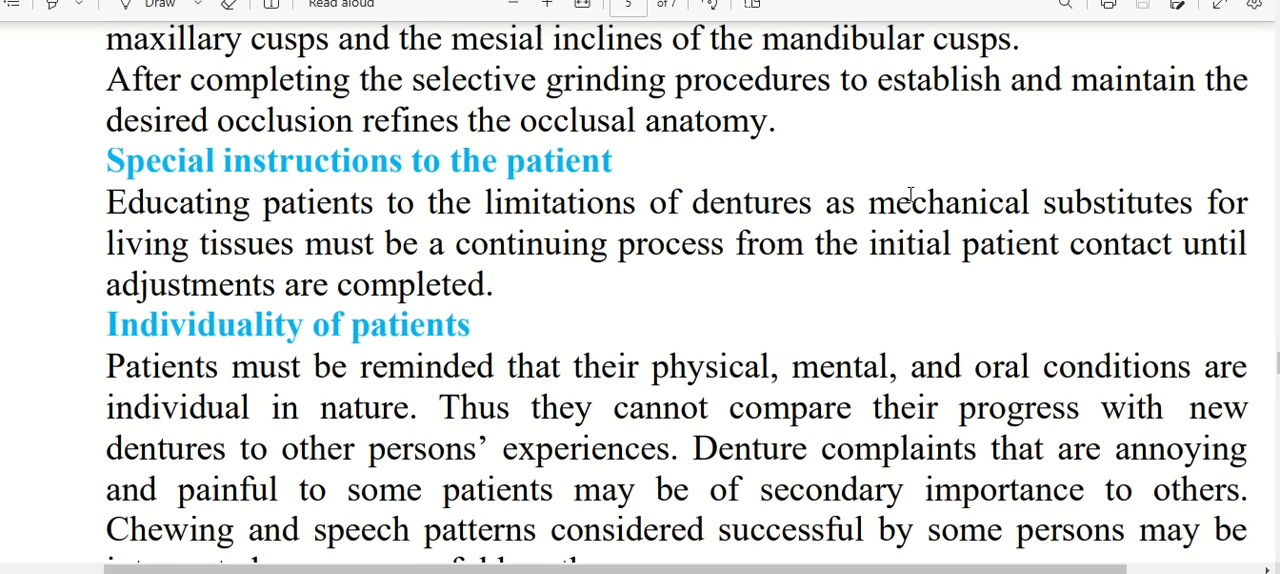 Draw
Read aloud
5
of 7
maxillary cusps and the mesial inclines of the mandibular cusps.
After completing the selective grinding procedures to establish and maintain the
desired occlusion refines the occlusal anatomy.
Special instructions to the patient
Educating patients to the limitations of dentures as mechanical substitutes for
living tissues must be a continuing process from the initial patient contact until
adjustments are completed.
Individuality of patients
Patients must be reminded that their physical, mental, and oral conditions are
individual in nature. Thus they cannot compare their progress with new
dentures to other persons’ experiences. Denture complaints that are annoying
and painful to some patients may be of secondary importance to others.
Chewing and speech patterns considered successful by some persons may be